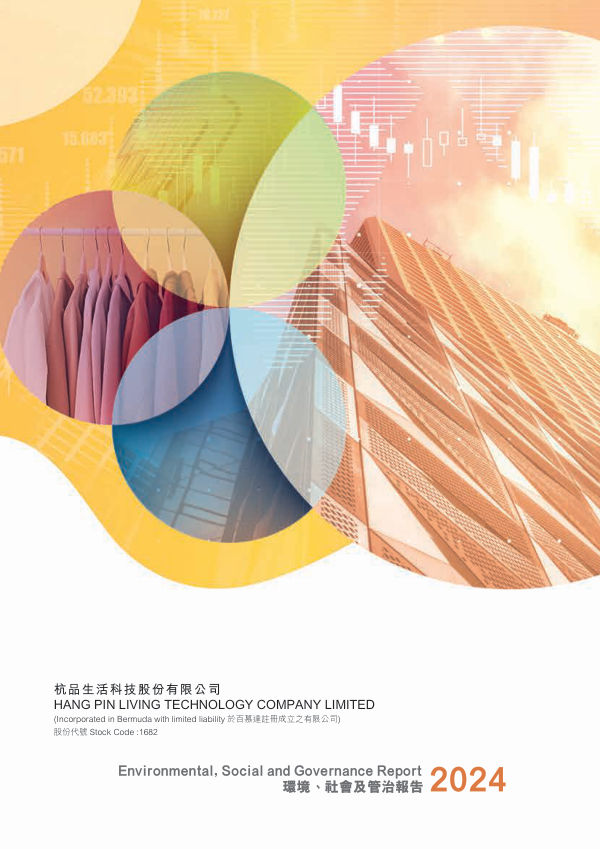 52.393
15.683
571
杭品生活科技股份有限公司
HANG PIN LIVING TECHNOLOGY COMPANY LIMITED
(Incorporated in Bermuda with limited liability 於百慕達註冊成立之有限公司)
股份代號 Stock Code :1682
Environmental, Social and Governance Report 2024
環境、社會及管治報告